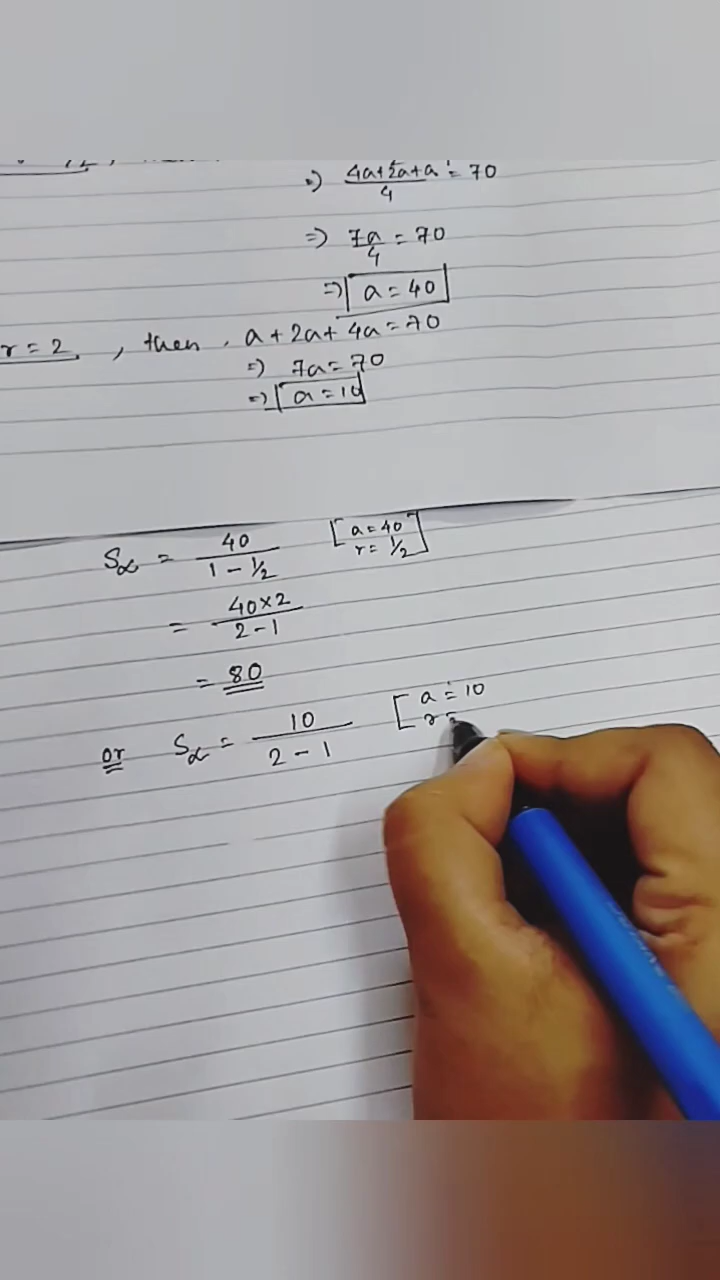 =) 4a+2a+a/4 = 70
=) 7a/4 = 70
=) a = 40
r = 2, then, a + 2a + 4a = 70
=) 7a = 70
=) a = 10
S∝ = 40/1 - 1/2 [a = 40 r = 1/2]
= 40×2/2-1
= 80
or S∝ = 10/2 - 1 [a = 10 r =